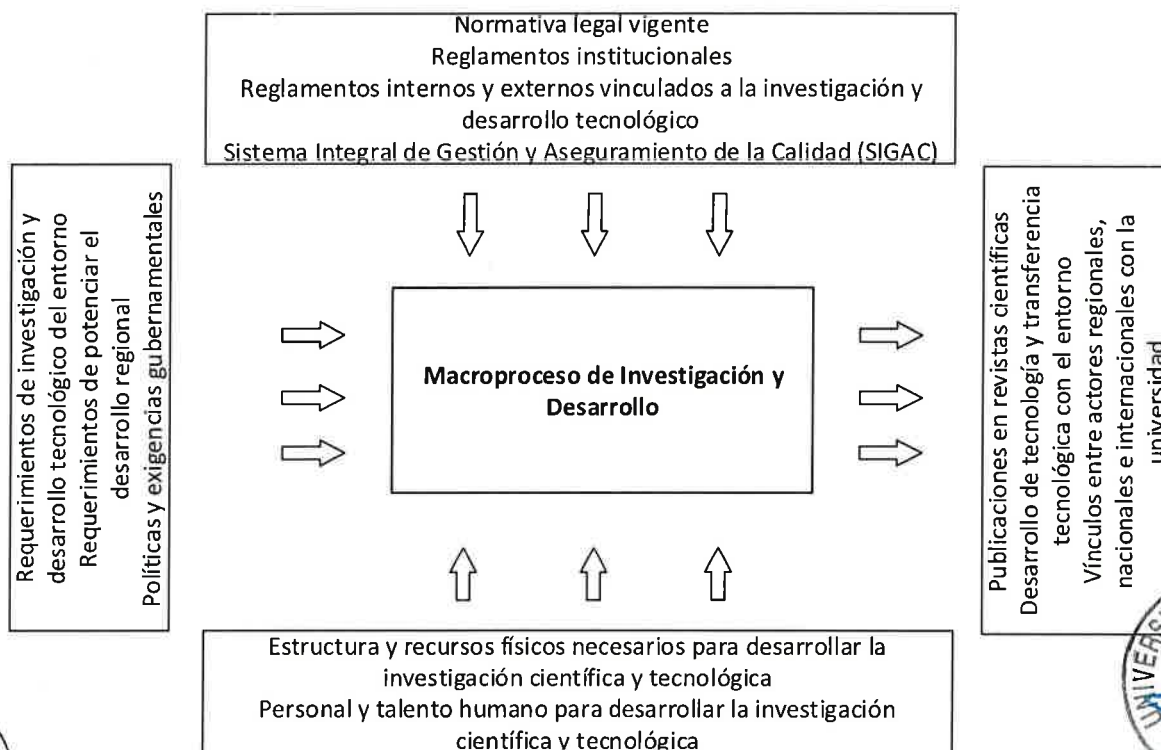 Normativa legal vigente
Reglamentos institucionales
Reglamentos internos y externos vinculados a la investigación y
desarrollo tecnológico
Sistema Integral de Gestión y Aseguramiento de la Calidad (SIGAC)
Requerimientos de investigación y
desarrollo tecnológico del entorno
Requerimientos de potenciar el
desarrollo regional
Políticas y exigencias gubernamentales
Macroproceso de Investigación y
Desarrollo
Publicaciones en revistas científicas
Desarrollo de tecnología y transferencia
tecnológica con el entorno
Vínculos entre actores regionales,
nacionales e internacionales con la
universidad
Estructura y recursos físicos necesarios para desarrollar la
investigación científica y tecnológica
Personal y talento humano para desarrollar la investigación
científica y tecnológica